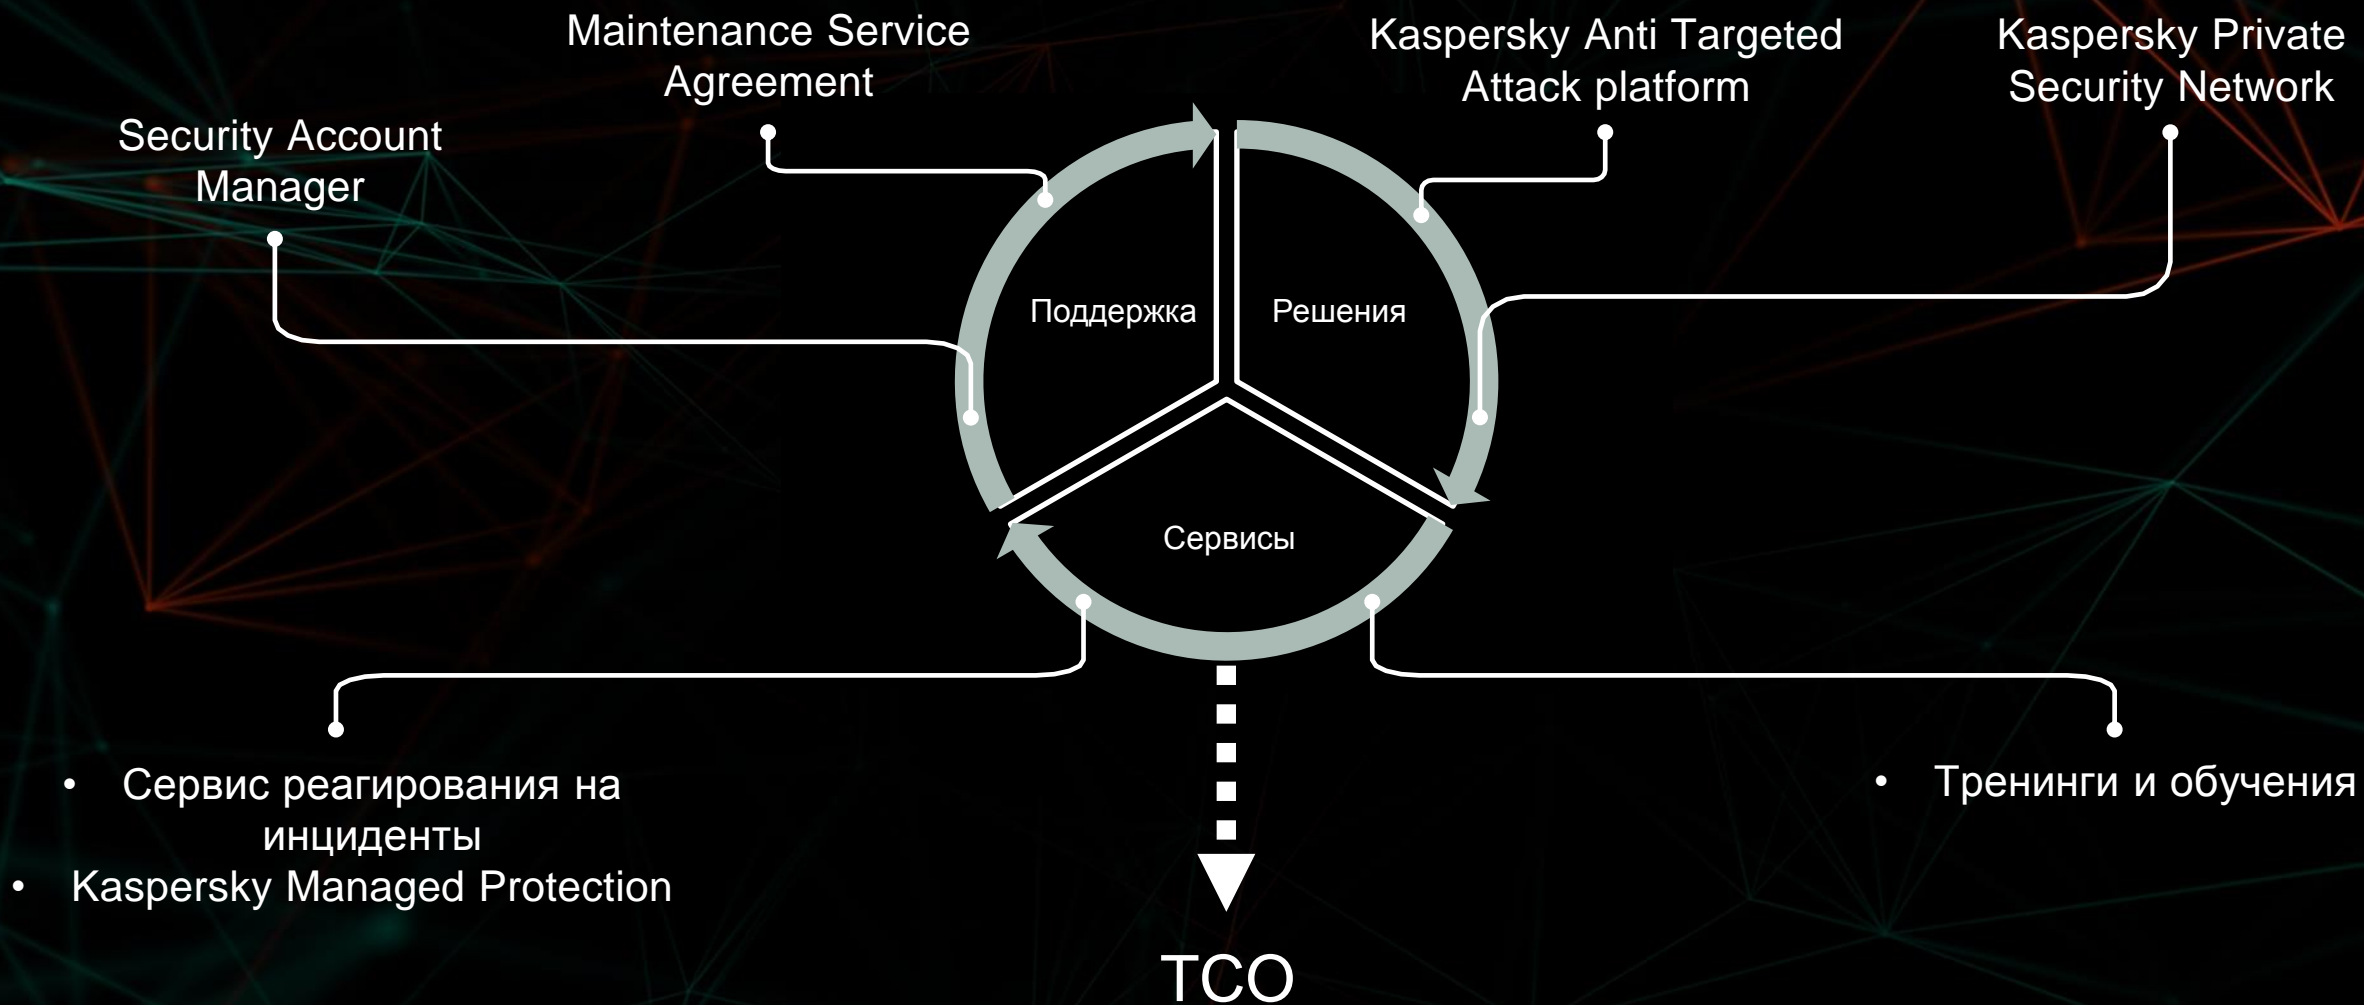 Maintenance Service
Agreement
Kaspersky Anti Targeted
Attack platform
Kaspersky Private
Security Network
Security Account
Manager
Поддержка
Решения
Сервисы
• Сервис реагирования на
инциденты
• Kaspersky Managed Protection
• Тренинги и обучения
TCO